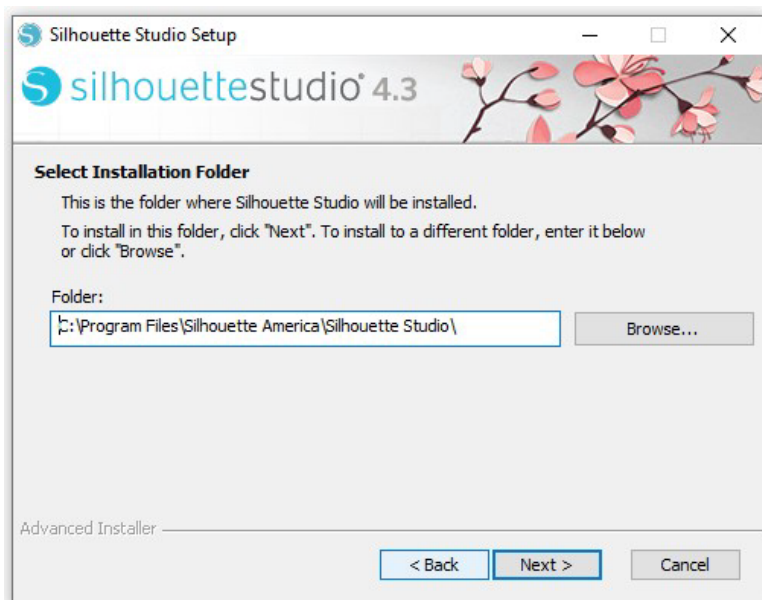 Silhouette Studio Setup
silhouettestudio® 4.3
Select Installation Folder
This is the folder where Silhouette Studio will be installed.
To install in this folder, click "Next". To install to a different folder, enter it below
or click "Browse".
Folder:
C:\Program Files\Silhouette America\Silhouette Studio\
Browse...
Advanced Installer
< Back
Next >
Cancel